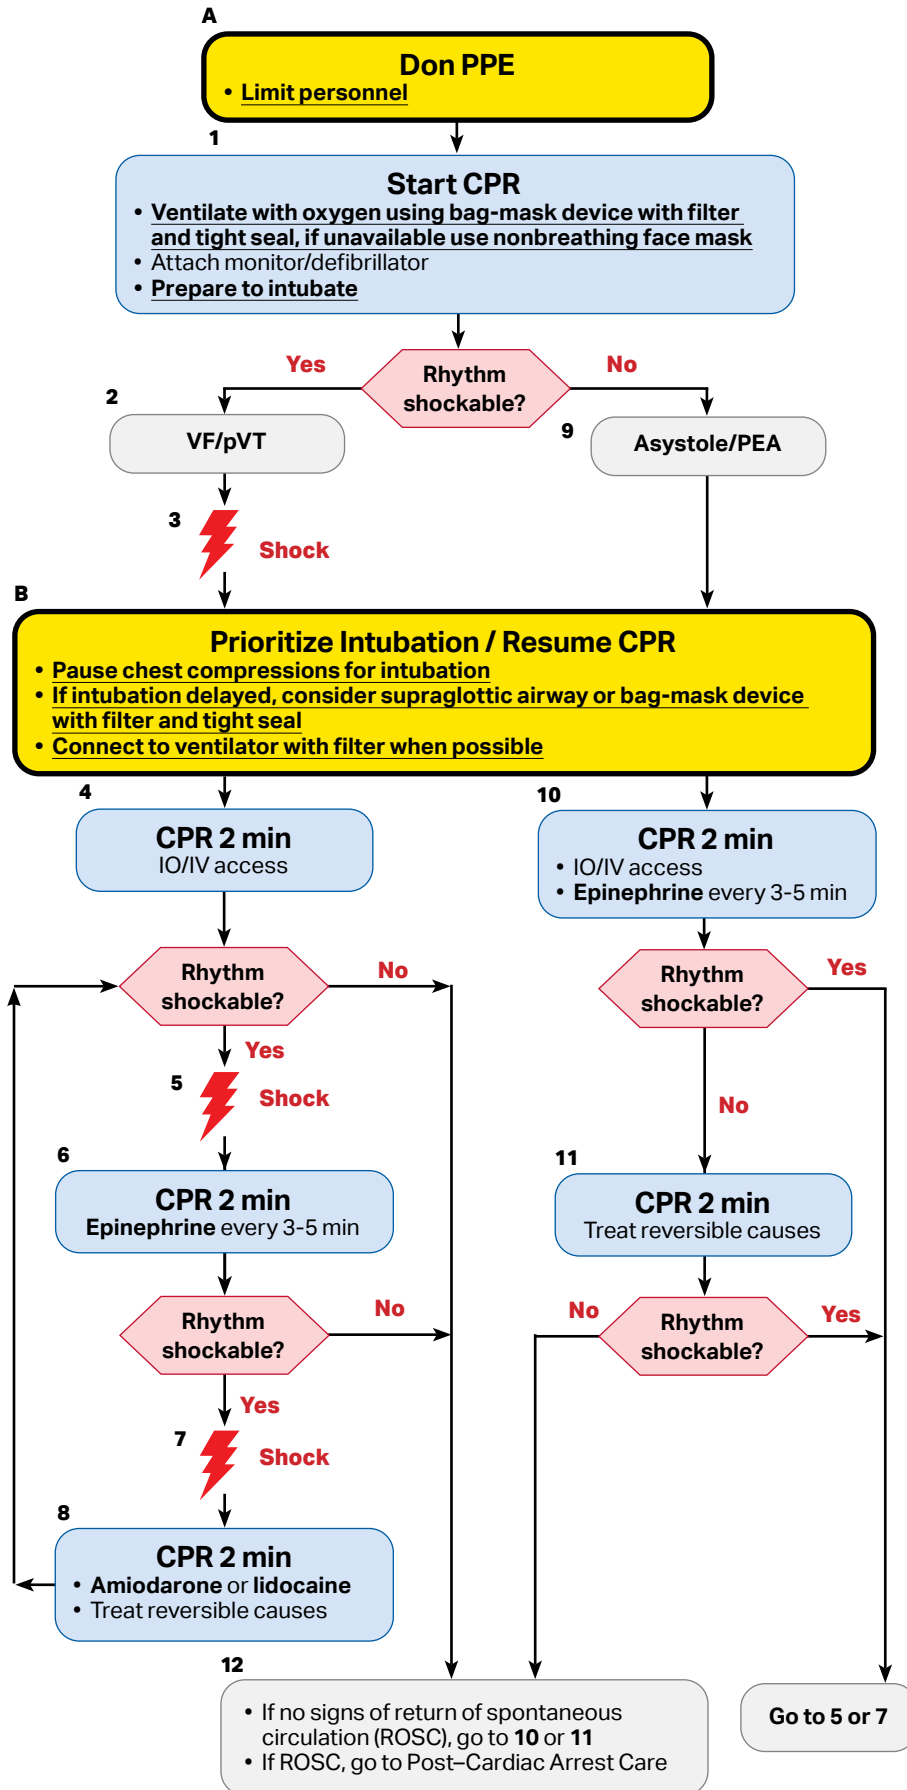 A
Don PPE
• Limit personnel
1
Start CPR
• Ventilate with oxygen using bag-mask device with filter
and tight seal, if unavailable use nonbreathing face mask
• Attach monitor/defibrillator
• Prepare to intubate
Yes
Rhythm
shockable?
No
2
VF/pVT
9
Asystole/PEA
3
Shock
B
Prioritize Intubation / Resume CPR
• Pause chest compressions for intubation
• If intubation delayed, consider supraglottic airway or bag-mask device
with filter and tight seal
• Connect to ventilator with filter when possible
4
CPR 2 min
IO/IV access
10
CPR 2 min
• IO/IV access
• Epinephrine every 3-5 min
Rhythm
shockable?
No
Rhythm
shockable?
Yes
Yes
5
Shock
No
6
CPR 2 min
Epinephrine every 3-5 min
11
CPR 2 min
Treat reversible causes
Rhythm
shockable?
No
No
Rhythm
shockable?
Yes
Yes
7
Shock
8
CPR 2 min
• Amiodarone or lidocaine
• Treat reversible causes
12
• If no signs of return of spontaneous
circulation (ROSC), go to 10 or 11
• If ROSC, go to Post–Cardiac Arrest Care
Go to 5 or 7